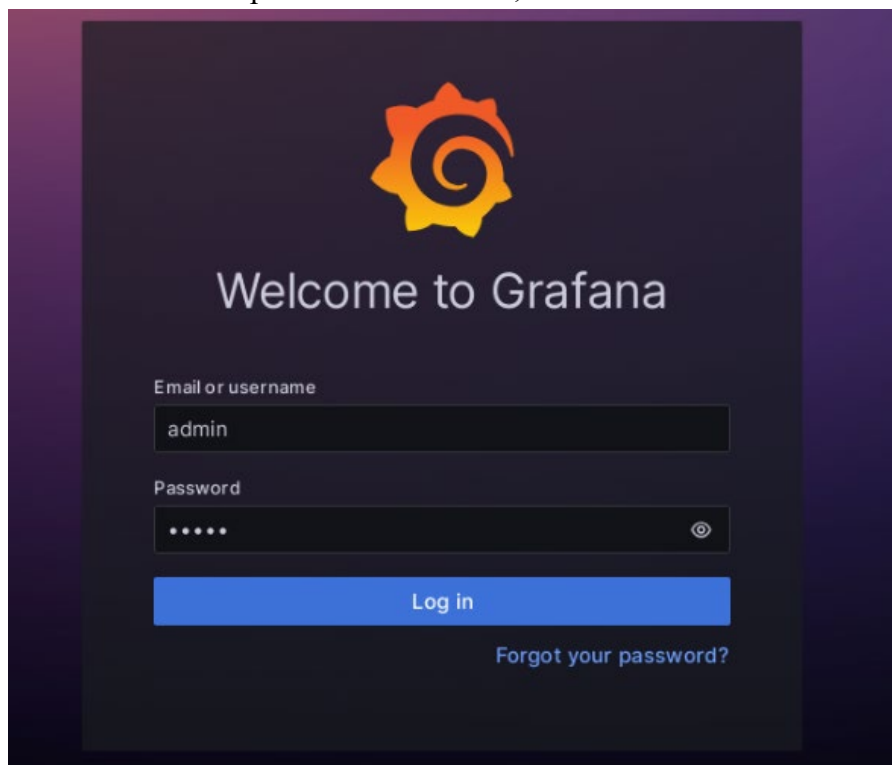 Welcome to Grafana
Email or username
admin
Password
•••••
Log in
Forgot your password?